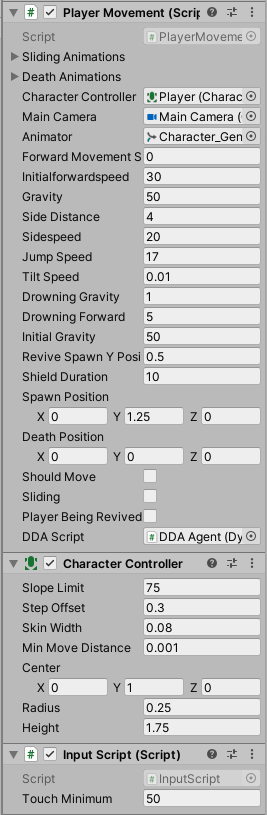 Player Movement (Scrip
Script PlayerMoveme
Sliding Animations
Death Animations
Character Controller Player (Charac
Main Camera Main Camera (
Animator Character_Gen
Forward Movement S 0
Initialforwardspeed 30
Gravity 50
Side Distance 4
Sidespeed 20
Jump Speed 17
Tilt Speed 0.01
Drowning Gravity 1
Drowning Forward 5
Initial Gravity 50
Revive Spawn Y Posi 0.5
Shield Duration 10
Spawn Position
X 0 Y 1.25 Z 0
Death Position
X 0 Y 0 Z 0
Should Move
Sliding
Player Being Revived
DDA Script DDA Agent (Dy
Character Controller
Slope Limit 75
Step Offset 0.3
Skin Width 0.08
Min Move Distance 0.001
Center
X 0 Y 1 Z 0
Radius 0.25
Height 1.75
Input Script (Script)
Script InputScript
Touch Minimum 50